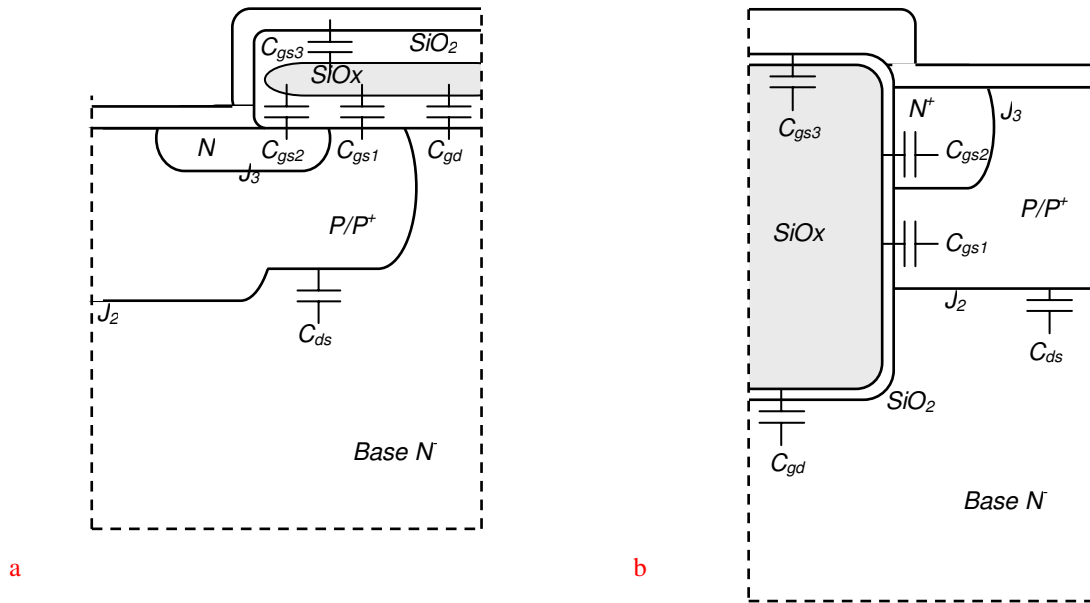 Cgs3
SiO2
SiOx
N
Cgs2
Cgs1
Cgd
J3
P/P+
J2
Cds
Base N-
a
Cgs3
N+
J3
Cgs2
SiOx
P/P+
Cgs1
J2
Cds
SiO2
Cgd
Base N-
b